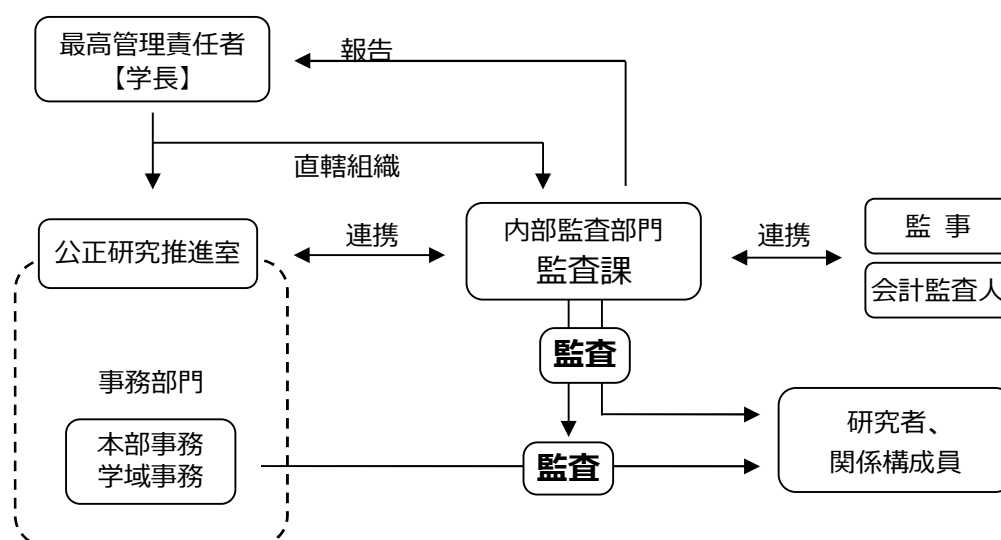 最高管理責任者
【学長】
報告
直轄組織
公正研究推進室
連携
内部監査部門
監査課
連携
監 事
会計監査人
監査
事務部門
本部事務
学域事務
監査
研究者、
関係構成員